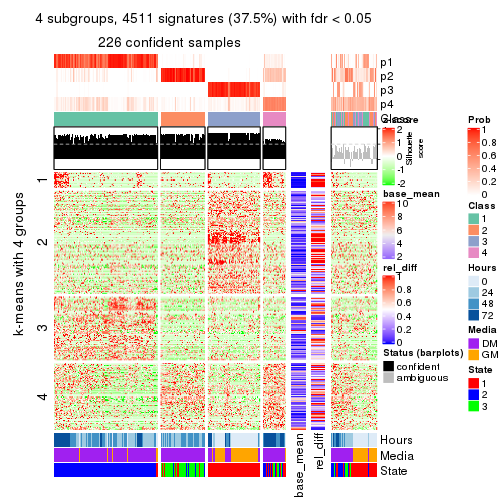 4 subgroups, 4511 signatures (37.5%) with fdr < 0.05
226 confident samples
p1
p2
p3
p4
Class
k-means with 4 groups
1
2
3
4
Silhouette
score
2
1
0
-1
-2
base_mean
10
8
6
4
2
rel_diff
1
0.8
0.6
0.4
0.2
0
Status (barplots)
confident
ambiguous
Prob
1
0.8
0.6
0.4
0.2
0
Class
1
2
3
4
Hours
0
24
48
72
Media
DM
GM
State
1
2
3
Hours
Media
State
base_mean
rel_diff